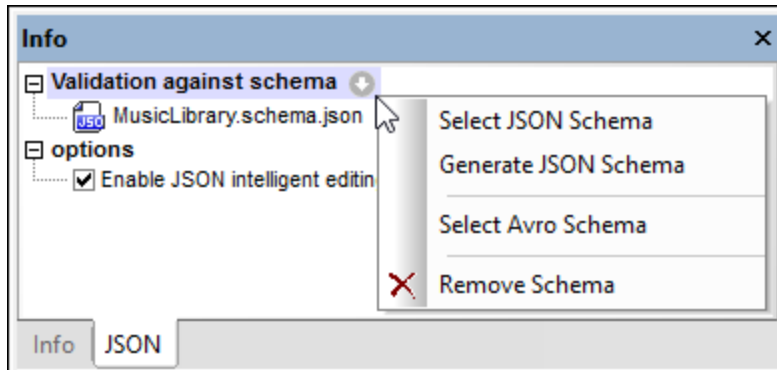 Info
Validation against schema
JSO MusicLibrary.schema.json
options
Enable JSON intelligent editin
Select JSON Schema
Generate JSON Schema
Select Avro Schema
Remove Schema
Info JSON